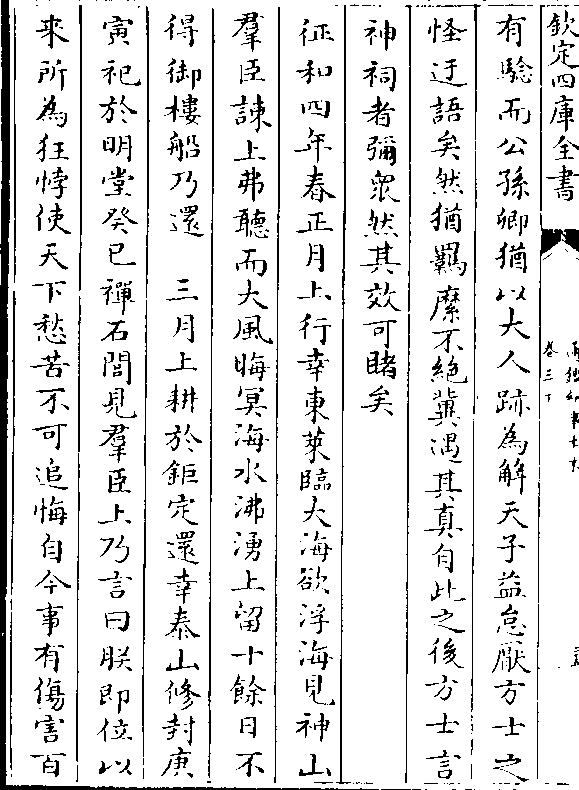 欽定四庫全書
卷三下
有驗而公孫卿猶以大人跡為解天子益怠厭方士之
怪迂語矣然猶羈縻不絶冀遇其真自此之後方士言
神祠者彌衆然其效可睹矣
征和四年春正月上行幸東萊臨大海欲浮海見神山
羣臣諫上弗聽而大風晦冥海水沸湧上留十餘日不
得御樓船乃還　三月上耕於鉅定還幸泰山修封庚
寅祀於明堂癸巳禪石閭見羣臣上乃言曰朕即位以
来所為狂悖使天下愁苦不可追悔自今事有傷害百